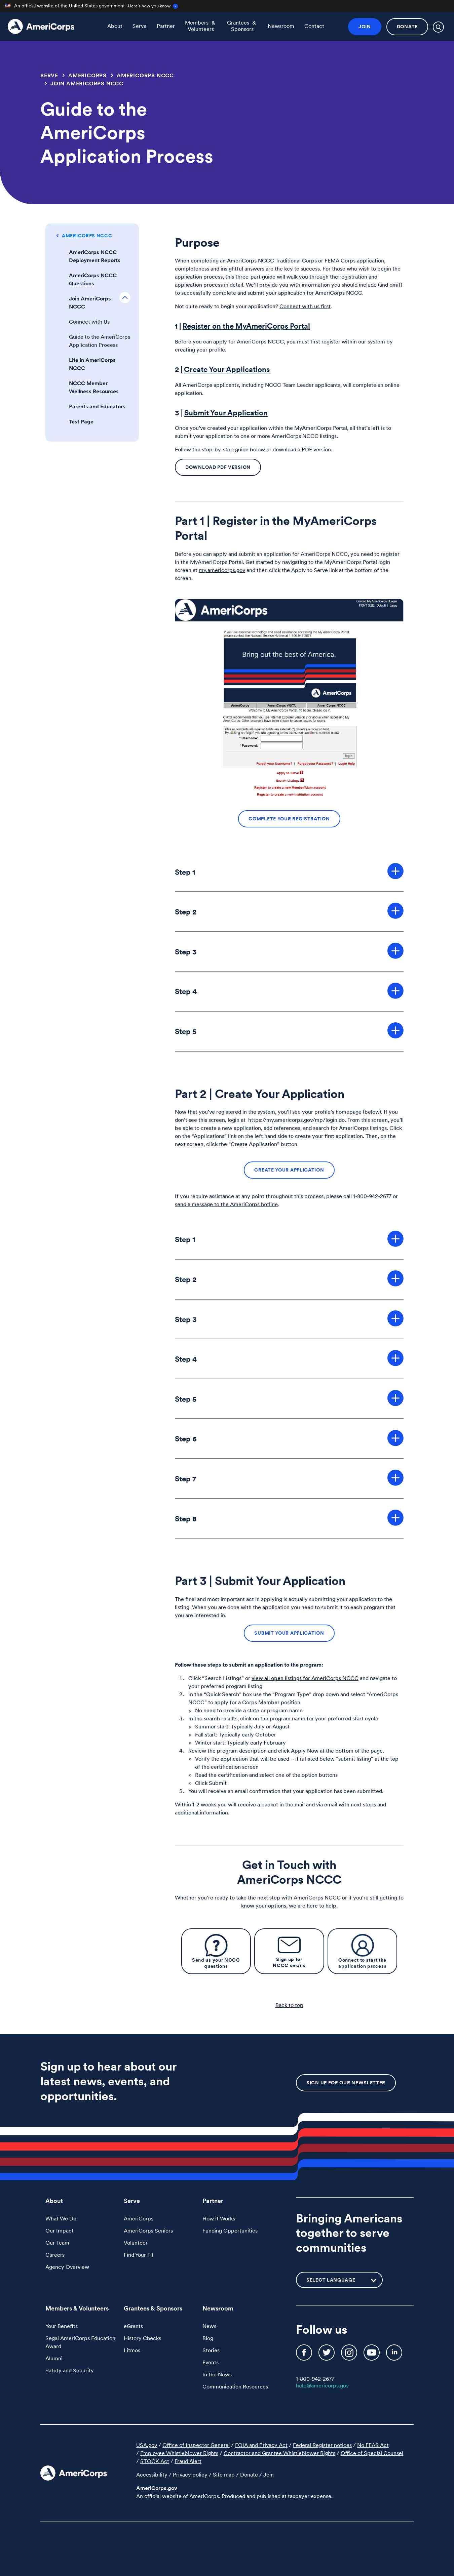 An official website of the United States government Here's how you know
AmeriCorps
About
Serve
Partner
Members &
Volunteers
Grantees &
Sponsors
Newsroom
Contact
JOIN
DONATE
SERVE > AMERICORPS > AMERICORPS NCCC
> JOIN AMERICORPS NCCC
Guide to the
AmeriCorps
Application Process
< AMERICORPS NCCC
AmeriCorps NCCC
Deployment Reports
AmeriCorps NCCC
Questions
Join AmeriCorps
NCCC
Connect with Us
Guide to the AmeriCorps
Application Process
Life in AmeriCorps
NCCC
NCCC Member
Wellness Resources
Parents and Educators
Test Page
Purpose
When completing an AmeriCorps NCCC Traditional Corps or FEMA Corps application,
completeness and insightful answers are the key to success. For those who wish to begin the
application process, this three-part guide will walk you through the steps for registration and
process in detail. We'll provide you with information you should include (and omit) to
successfully complete and submit your application for AmeriCorps NCCC.
Not quite ready to begin your application? Connect with us first.
1 | Register on the MyAmeriCorps Portal
Before you can apply for AmeriCorps NCCC, you must first register within our system by
creating your profile.
2 | Create Your Applications
All AmeriCorps applicants, including NCCC Team Leader applicants, will complete an online
application.
3 | Submit Your Application
Once you've created your application within the MyAmeriCorps Portal, all that's left is to
submit your application to one or more AmeriCorps NCCC listings.
Follow the step-by-step guide below or download a PDF version.
DOWNLOAD PDF VERSION
Part 1 | Register in the MyAmeriCorps
Portal
Before you can apply and submit an application for AmeriCorps NCCC, you need to register
in the MyAmeriCorps Portal. Get started by navigating to the MyAmeriCorps Portal login
screen at my.americorps.gov and then click the Apply to Serve link at the bottom of the
screen.
AmeriCorps
Bring out the best of America.
AmeriCorps
AmeriCorps
AmeriCorps VISTA
AmeriCorps NCCC
Welcome to My AmeriCorps Portal. To begin, please log in
* Username:
* Password:
Forgot your Username? | Forgot your Password? | Login Help
Apply to Serve
Search Listings
Register to create a new Member/Alum account
Register to create a new Institution account
COMPLETE YOUR REGISTRATION
Step 1
Step 2
Step 3
Step 4
Step 5
Part 2 | Create Your Application
Now that you've registered in the system, you'll see your profile's homepage (below). If you
don't see this screen, login at https://my.americorps.gov/mp/login.do. From this screen, you'll
be able to create a new application, add references, and search for AmeriCorps listings. Click
on the "Applications" link on the left hand side to create your first application. Then, on the
next screen, click the "Create Application" button.
CREATE YOUR APPLICATION
If you require assistance at any point throughout this process, please call 1-800-942-2677 or
send a message to the AmeriCorps hotline.
Step 1
Step 2
Step 3
Step 4
Step 5
Step 6
Step 7
Step 8
Part 3 | Submit Your Application
The final and most important act in applying is actually submitting your application to the
listing. When you are done with the application you need to submit it to each program that
you are interested in.
SUBMIT YOUR APPLICATION
Follow these steps to submit an application to the program:
1. Click "Search Listings" or view all open listings for AmeriCorps NCCC and navigate to
your preferred program listing.
2. In the "Quick Search" box use the "Program Type" drop down and select "AmeriCorps
NCCC" to apply for a Corps Member position.
No need to provide a state or program name
3. In the search results, click on the program name for your preferred start cycle.
Summer start: Typically July or August
Fall start: Typically early October
Winter start: Typically early February
4. Review the program description and click Apply Now at the bottom of the page.
Verify the application that will be used – it is listed below "submit listing" at the top
of the certification screen
Read the certification and select one of the option buttons
Click Submit
5. You will receive an email confirmation that your application has been submitted.
Within 1-2 weeks you will receive a packet in the mail and via email with next steps and
additional information.
Get in Touch with
AmeriCorps NCCC
Whether you're ready to take the next step with AmeriCorps NCCC or if you're still getting to
know your options, we are here to help.
Send us your NCCC
questions
Sign up for
NCCC emails
Connect to start the
application process
Back to top
Sign up to hear about our
latest news, events, and
opportunities.
SIGN UP FOR OUR NEWSLETTER
About
What We Do
Our Impact
Our Team
Careers
Agency Overview
Serve
AmeriCorps
AmeriCorps Seniors
Volunteer
Find Your Fit
Partner
How it Works
Funding Opportunities
Bringing Americans
together to serve
communities
SELECT LANGUAGE
Members & Volunteers
Your Benefits
Segal AmeriCorps Education
Award
Alumni
Safety and Security
Grantees & Sponsors
eGrants
History Checks
Litmos
Newsroom
News
Blog
Stories
Events
In the News
Communication Resources
Follow us
1-800-942-2677
help@americorps.gov
AmeriCorps
USA.gov / Office of Inspector General / FOIA and Privacy Act / Federal Register notices / No FEAR Act
/ Employee Whistleblower Rights / Contractor and Grantee Whistleblower Rights / Office of Special Counsel
/ STOCK Act / Fraud Alert
Accessibility / Privacy policy / Site map / Donate / Join
AmeriCorps.gov
An official website of AmeriCorps. Produced and published at taxpayer expense.